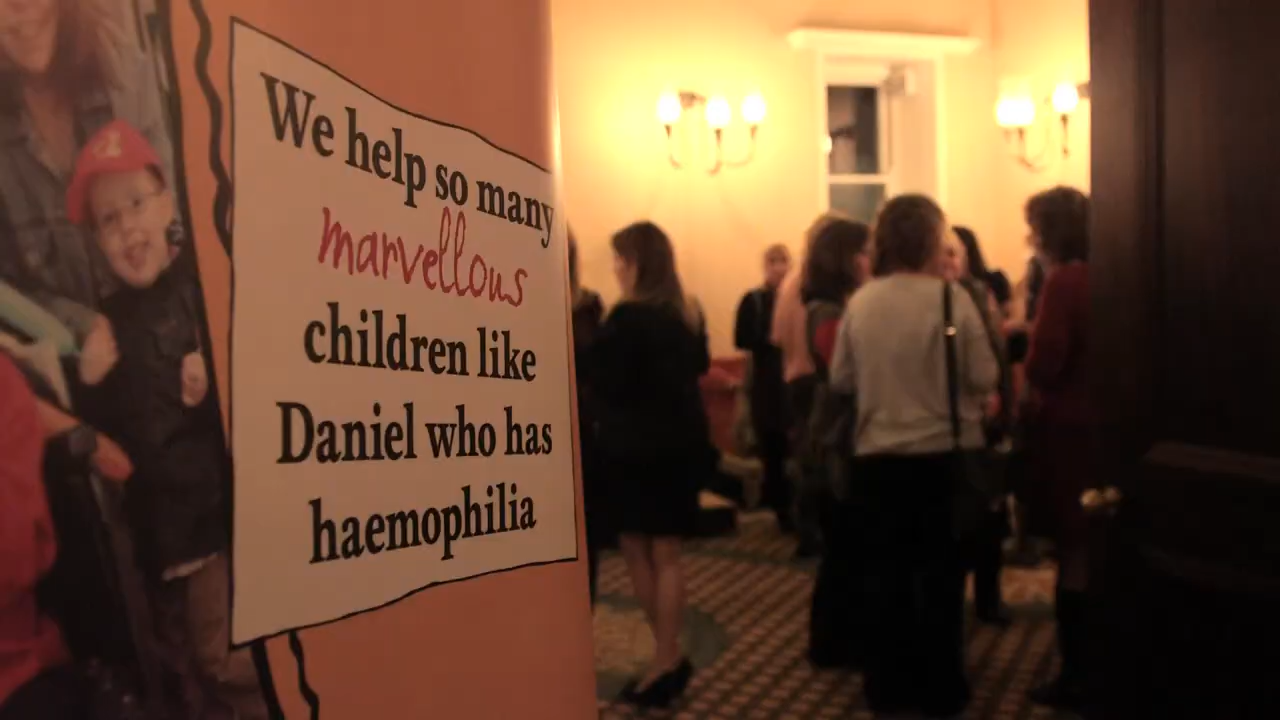 We help so many
marvellous
children like
Daniel who has
haemophilia